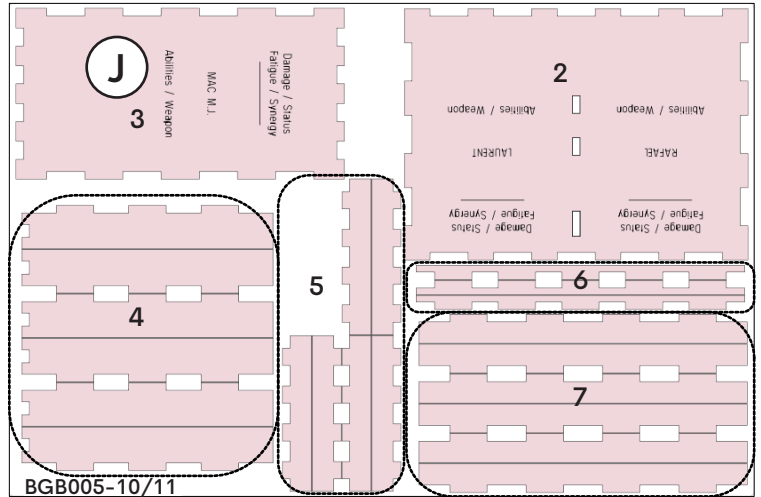 J
3
Abilities / Weapon
MAC M.J.
Damage / Status
Fatigue / Synergy
2
Abilities / Weapon
Abilities / Weapon
LAURENT
RAFAEL
Damage / Status
Fatigue / Synergy
Damage / Status
Fatigue / Synergy
4
5
6
7
BGB005-10/11